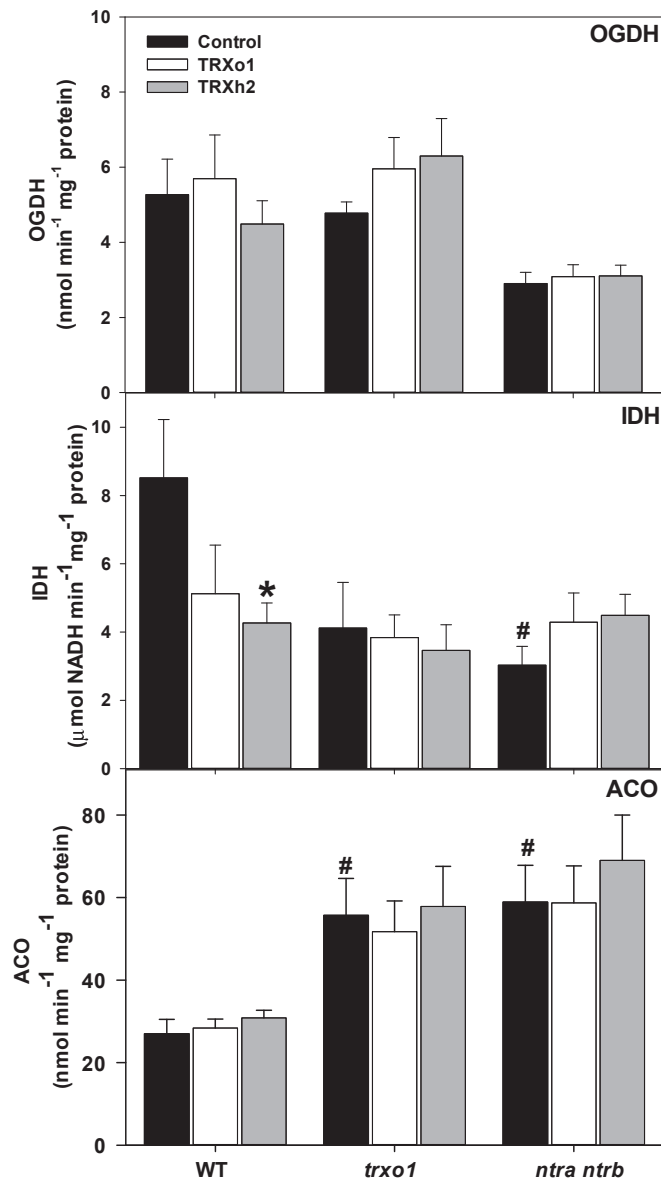 10
OGDH
Control
TRXo1
TRXh2
8
6
4
2
0
OGDH
(nmol min-1 mg-1 protein)
10
IDH
8
6
*
4
#
2
0
IDH
(μmol NADH min-1mg-1 protein)
ACO
80
#
#
60
40
20
0
ACO
(nmol min-1 mg-1 protein)
WT
trxo1
ntra ntrb